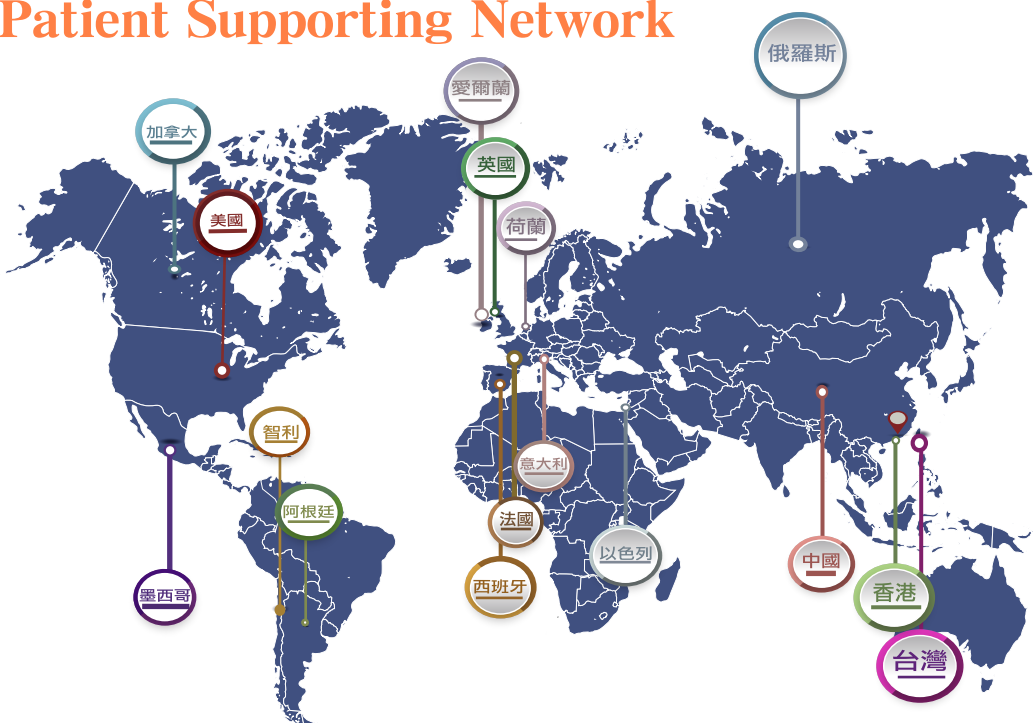 Patient Supporting Network
俄羅斯
愛爾蘭
加拿大
英國
美國
荷蘭
智利
意大利
阿根廷
法國
以色列
中國
西班牙
墨西哥
香港
台灣